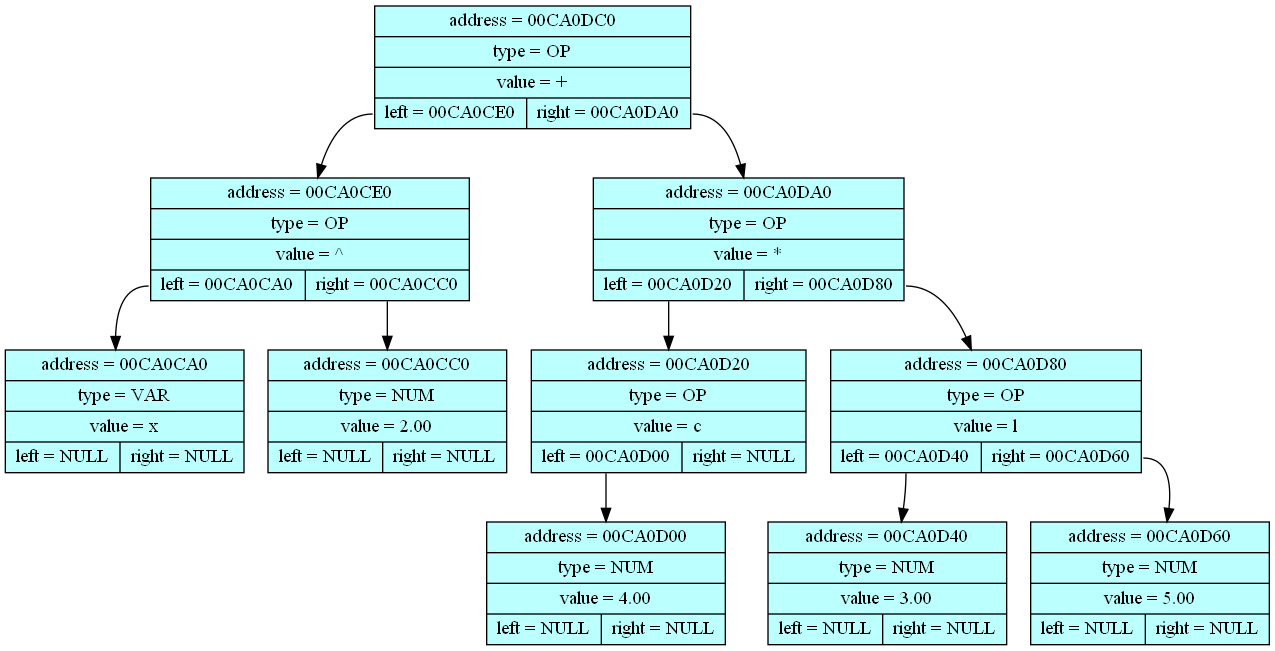 address = 00CA0DC0
type = OP
value = +
left = 00CA0CE0 right = 00CA0DA0
address = 00CA0CE0
type = OP
value = ^
left = 00CA0CA0 right = 00CA0CC0
address = 00CA0DA0
type = OP
value = *
left = 00CA0D20 right = 00CA0D80
address = 00CA0CA0
type = VAR
value = x
left = NULL right = NULL
address = 00CA0CC0
type = NUM
value = 2.00
left = NULL right = NULL
address = 00CA0D20
type = OP
value = c
left = 00CA0D00 right = NULL
address = 00CA0D80
type = OP
value = l
left = 00CA0D40 right = 00CA0D60
address = 00CA0D00
type = NUM
value = 4.00
left = NULL right = NULL
address = 00CA0D40
type = NUM
value = 3.00
left = NULL right = NULL
address = 00CA0D60
type = NUM
value = 5.00
left = NULL right = NULL